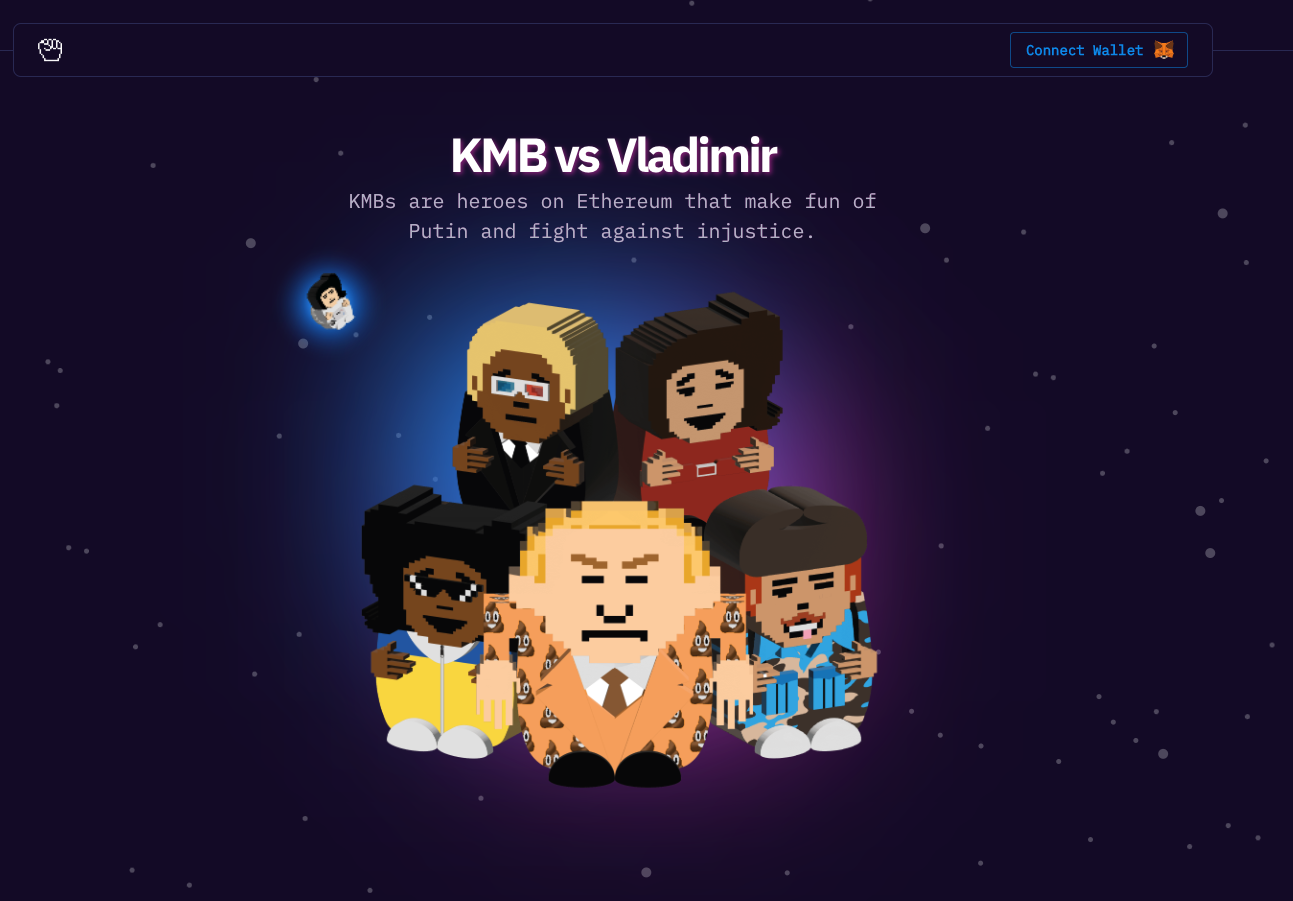 Connect Wallet
KMB vs Vladimir
KMBs are heroes on Ethereum that make fun of
Putin and fight against injustice.